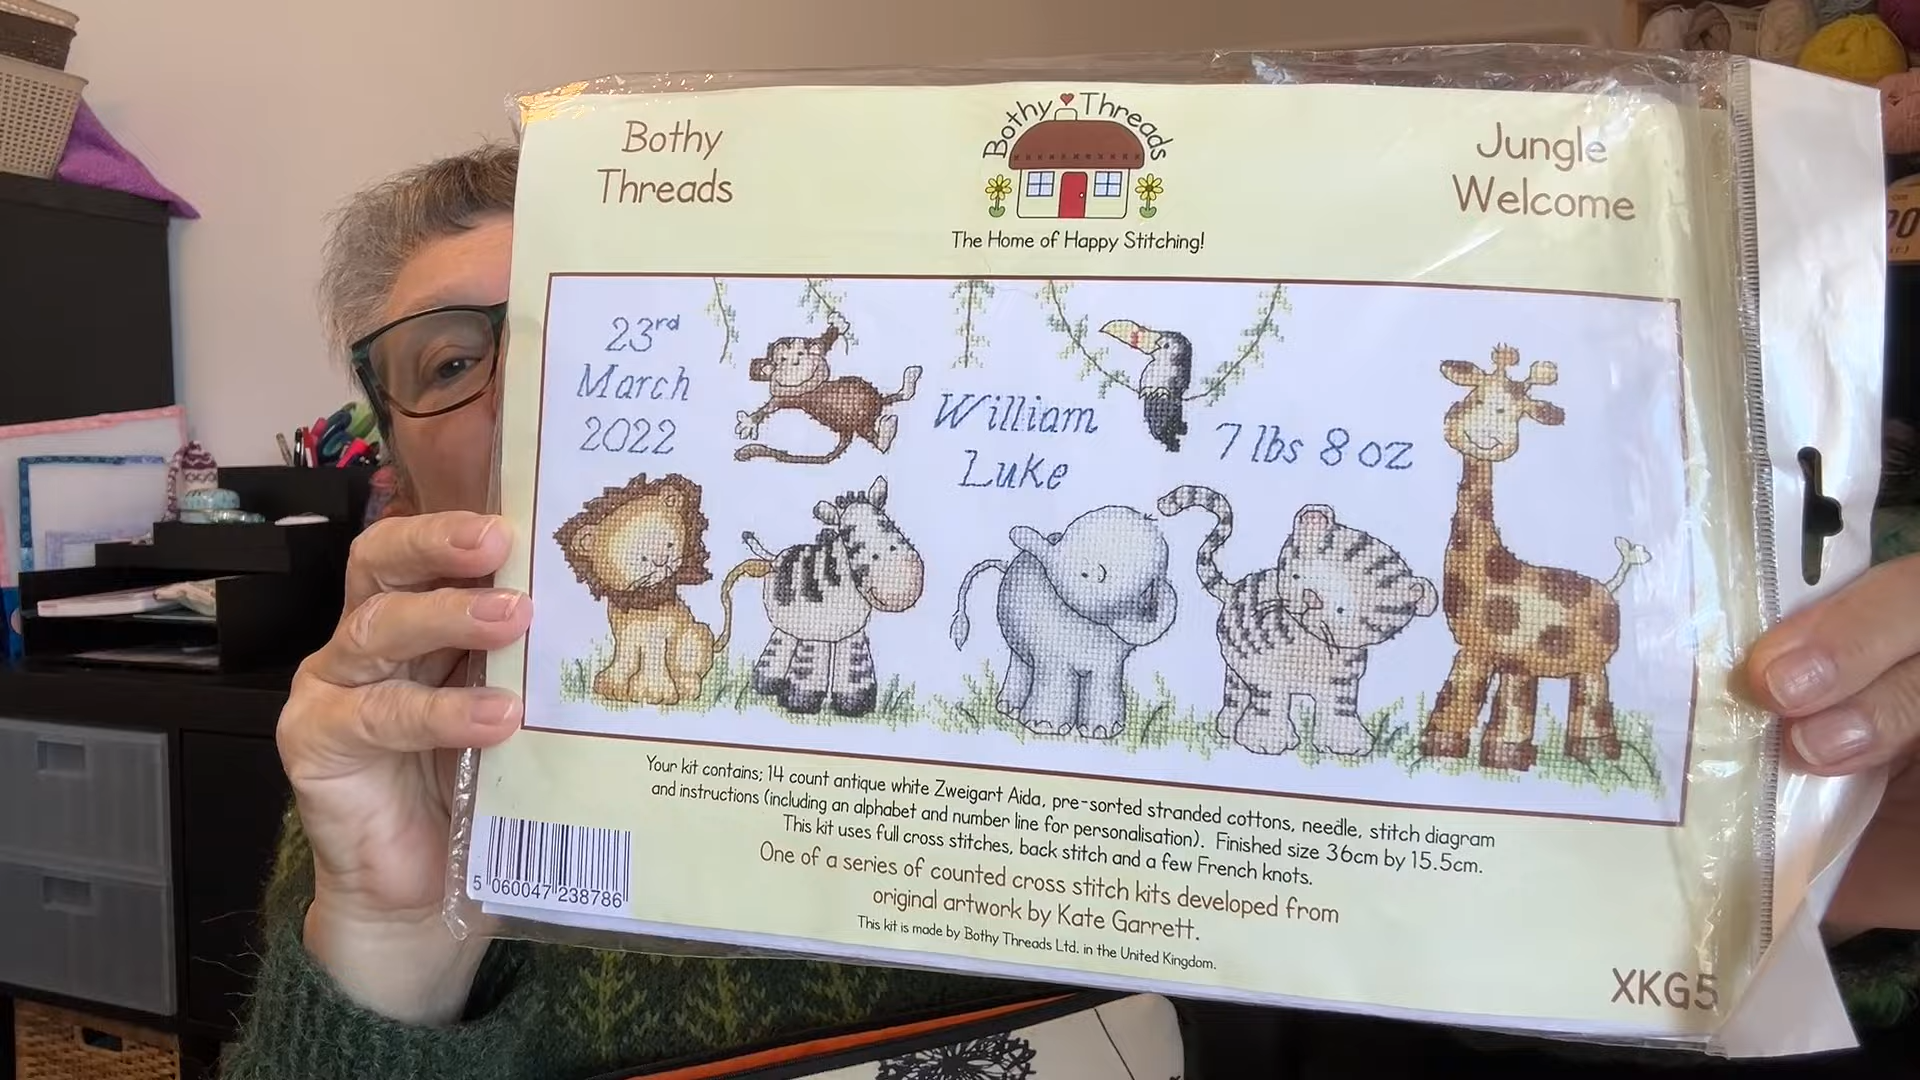 Bothy
Threads
Bothy Threads
The Home of Happy Stitching!
Jungle
Welcome
23rd
March
2022
William
Luke
7 lbs 8 oz
Your kit contains; 14 count antique white Zweigart Aida, pre-sorted stranded cottons, needle, stitch diagram
and instructions (including an alphabet and number line for personalisation). Finished size 36cm by 15.5cm.
This kit uses full cross stitches, back stitch and a few French knots.
One of a series of counted cross stitch kits developed from
original artwork by Kate Garrett.
This kit is made by Bothy Threads Ltd. in the United Kingdom.
5 060047 238786
XKG5